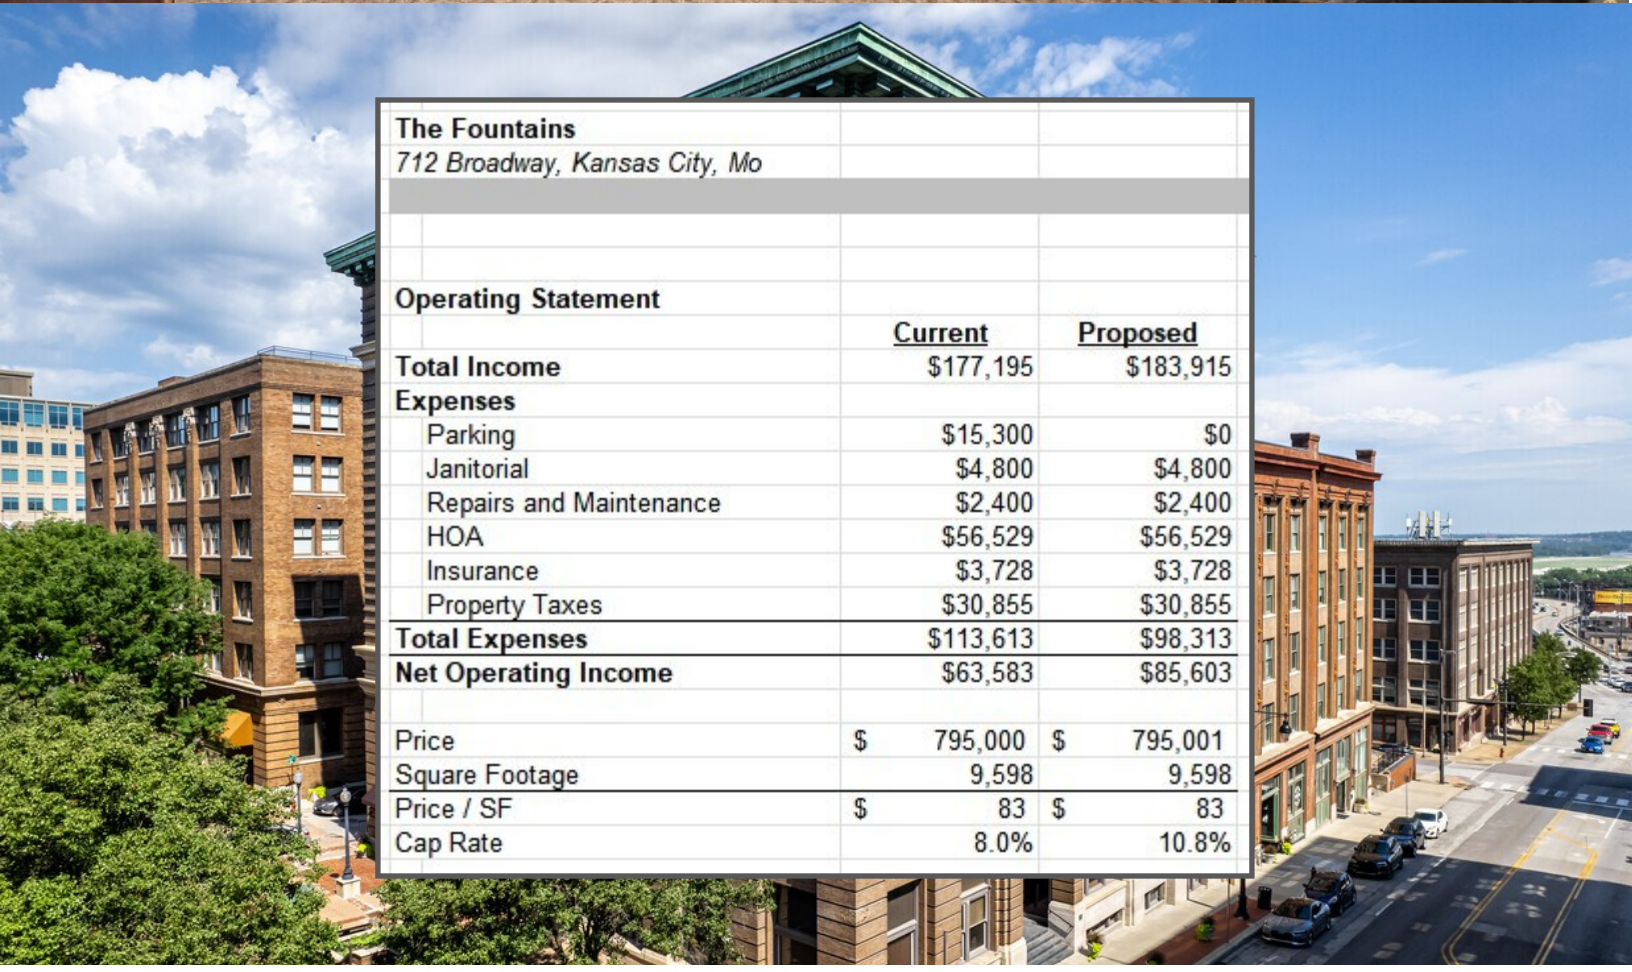 The Fountains
712 Broadway, Kansas City, Mo
Operating Statement
Current Proposed
Total Income $177,195 $183,915
Expenses
Parking $15,300 $0
Janitorial $4,800 $4,800
Repairs and Maintenance $2,400 $2,400
HOA $56,529 $56,529
Insurance $3,728 $3,728
Property Taxes $30,855 $30,855
Total Expenses $113,613 $98,313
Net Operating Income $63,583 $85,603
Price $ 795,000 $ 795,001
Square Footage 9,598 9,598
Price / SF $ 83 $ 83
Cap Rate 8.0% 10.8%